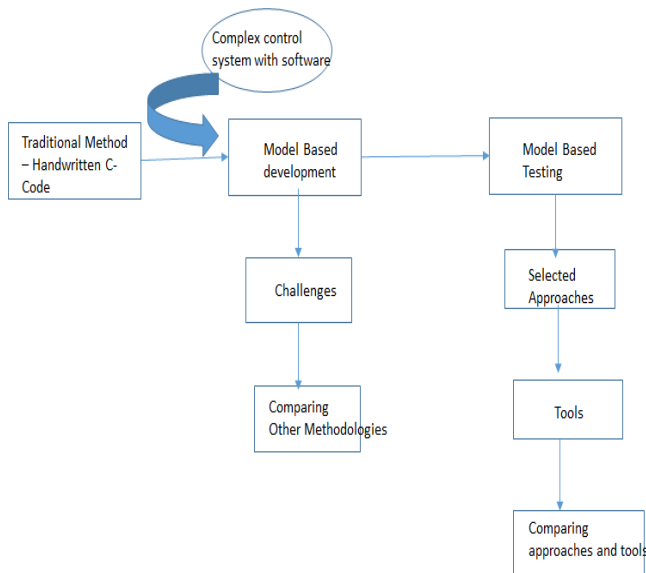 Complex control
system with software
Traditional Method
– Handwritten C-
Code
Model Based
development
Model Based
Testing
Challenges
Selected
Approaches
Comparing
Other Methodologies
Tools
Comparing
approaches and tools